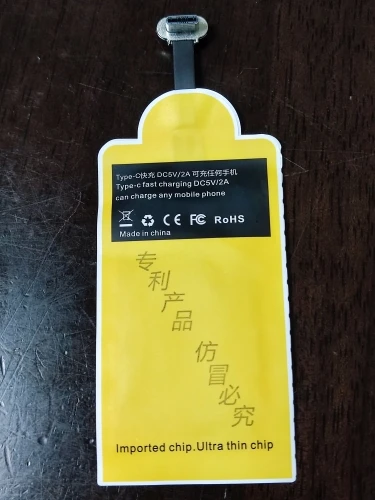 Type-C快充 DC5V/2A 可充任何手机
Type-c fast charging DC5V/2A
can charge any mobile phone
CE FC RoHS
Made in china
专利产品
仿冒必究
Imported chip.Ultra thin chip